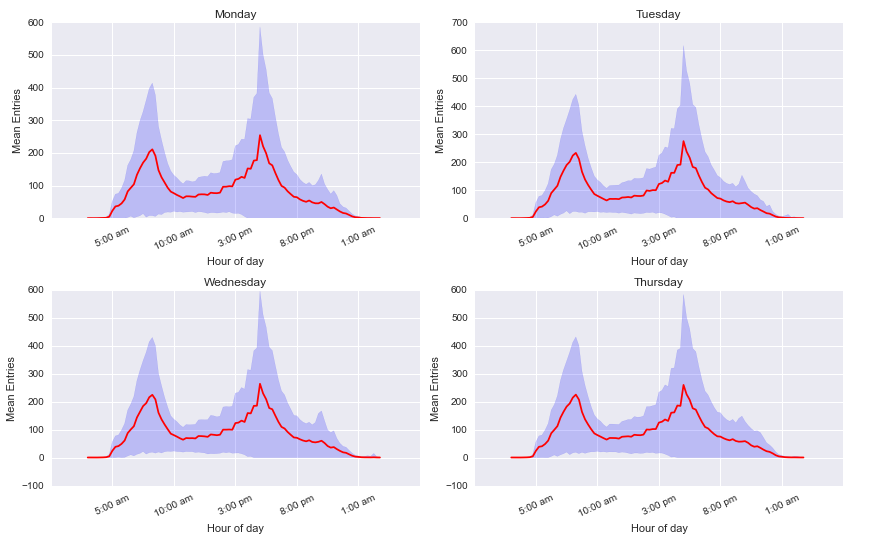 Monday
600
500
400
300
200
100
0
Mean Entries
5:00 am
10:00 am
3:00 pm
8:00 pm
1:00 am
Hour of day
Tuesday
700
600
500
400
300
200
100
0
Mean Entries
5:00 am
10:00 am
3:00 pm
8:00 pm
1:00 am
Hour of day
Wednesday
600
500
400
300
200
100
0
−100
Mean Entries
5:00 am
10:00 am
3:00 pm
8:00 pm
1:00 am
Hour of day
Thursday
600
500
400
300
200
100
0
−100
Mean Entries
5:00 am
10:00 am
3:00 pm
8:00 pm
1:00 am
Hour of day